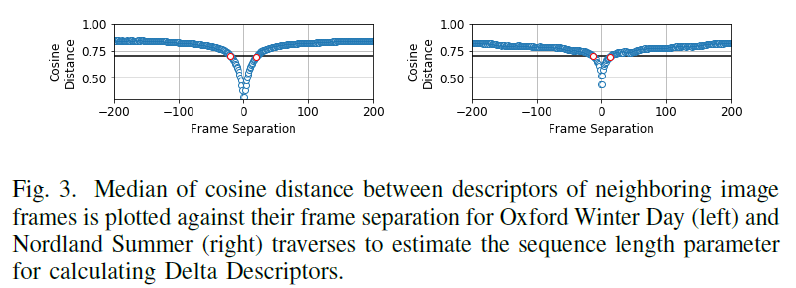 1.00
0.75
0.50
Cosine
Distance
−200 −100 0 100 200
Frame Separation
1.00
0.75
0.50
Cosine
Distance
−200 −100 0 100 200
Frame Separation
Fig. 3. Median of cosine distance between descriptors of neighboring image
frames is plotted against their frame separation for Oxford Winter Day (left) and
Nordland Summer (right) traverses to estimate the sequence length parameter
for calculating Delta Descriptors.